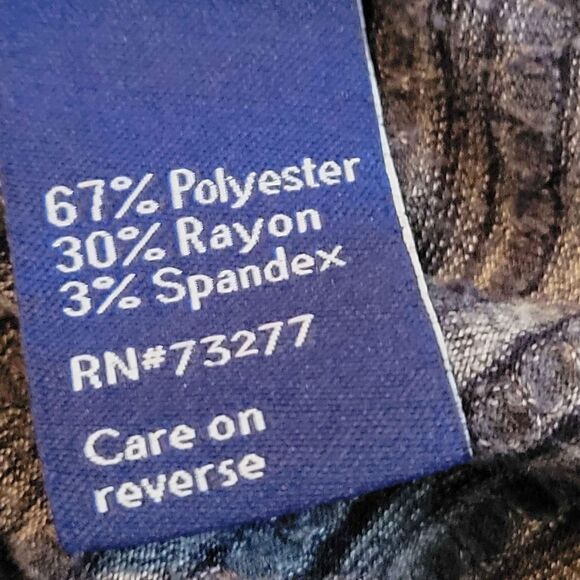 67% Polyester
30% Rayon
3% Spandex
RN#73277
Care on
reverse